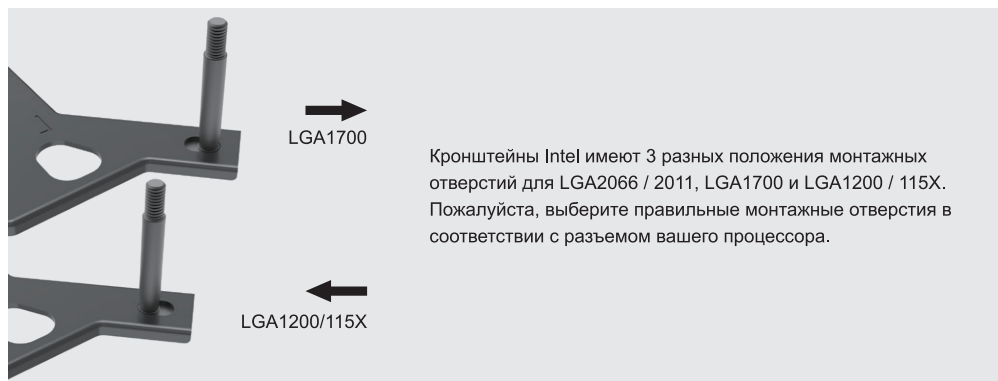 LGA1700
Кронштейны Intel имеют 3 разных положения монтажных
отверстий для LGA2066 / 2011, LGA1700 и LGA1200 / 115X.
Пожалуйста, выберите правильные монтажные отверстия в
соответствии с разъемом вашего процессора.
LGA1200/115X